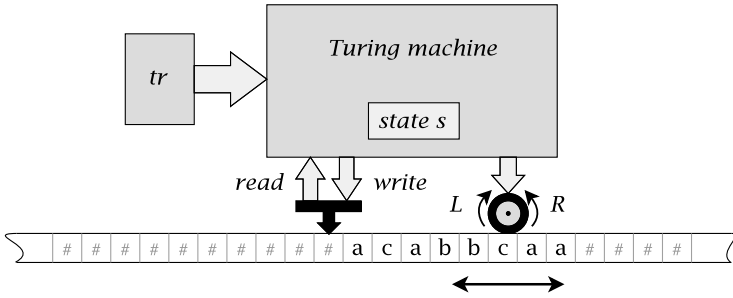 Turing machine
tr
state s
read
write
L
R
# # # # # # # # # # a c a b b c a a # # # #